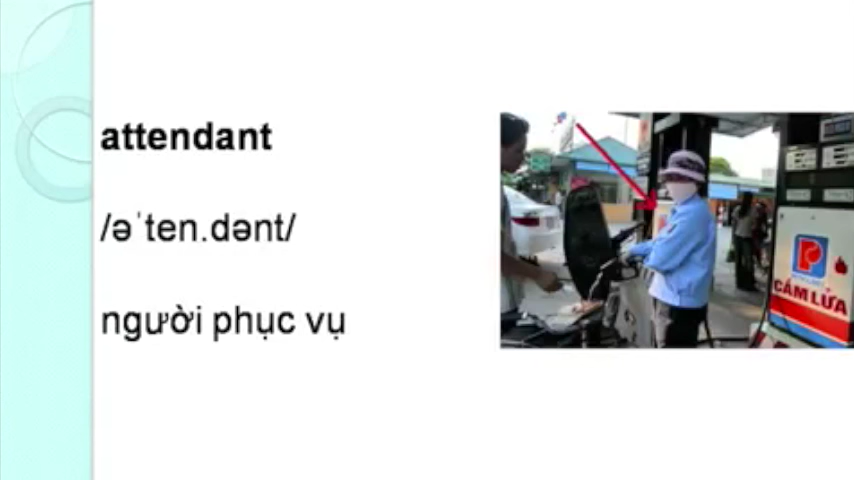 attendant
/əˈten.dənt/
người phục vụ
CẤM LỬA